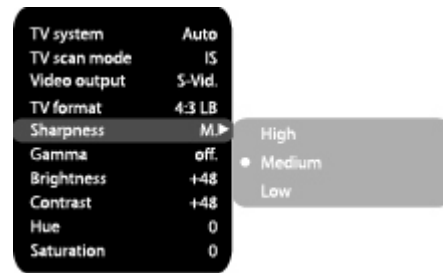 TV system Auto
TV scan mode IS
Video output S-Vid.
TV format 4:3 LB
Sharpness M.
Gamma off.
Brightness +48
Contrast +48
Hue 0
Saturation 0
High
Medium
Low